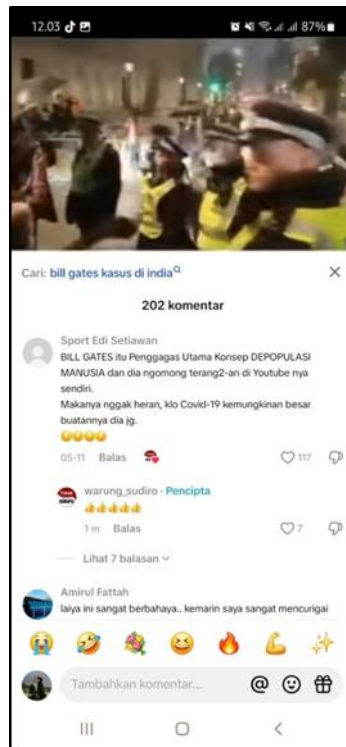 12.03
87%
Cari: bill gates kasus di india
202 komentar
Sport Edi Setiawan
BILL GATES itu Penggagas Utama Konsep DEPOPULASI
MANUSIA dan dia ngomong terang2-an di Youtube nya
sendiri.
Makanya nggak heran, klo Covid-19 kemungkinan besar
buatannya dia jg.
05-11 Balas
117
warung_sudiro · Pencipta
1 m Balas
7
Lihat 7 balasan
Amirul Fattah
laiya ini sangat berbahaya.. kemarin saya sangat mencurigai
Tambahkan komentar...